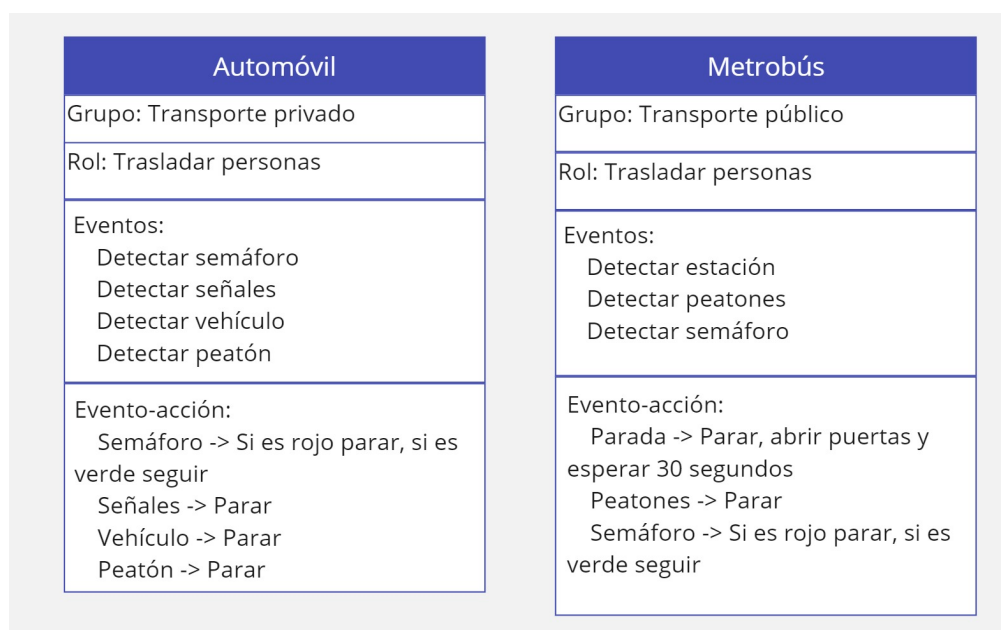 Automóvil
Grupo: Transporte privado
Rol: Trasladar personas
Eventos:
Detectar semáforo
Detectar señales
Detectar vehículo
Detectar peatón
Evento-acción:
Semáforo -> Si es rojo parar, si es
verde seguir
Señales -> Parar
Vehículo -> Parar
Peatón -> Parar
Metrobús
Grupo: Transporte público
Rol: Trasladar personas
Eventos:
Detectar estación
Detectar peatones
Detectar semáforo
Evento-acción:
Parada -> Parar, abrir puertas y
esperar 30 segundos
Peatones -> Parar
Semáforo -> Si es rojo parar, si es
verde seguir